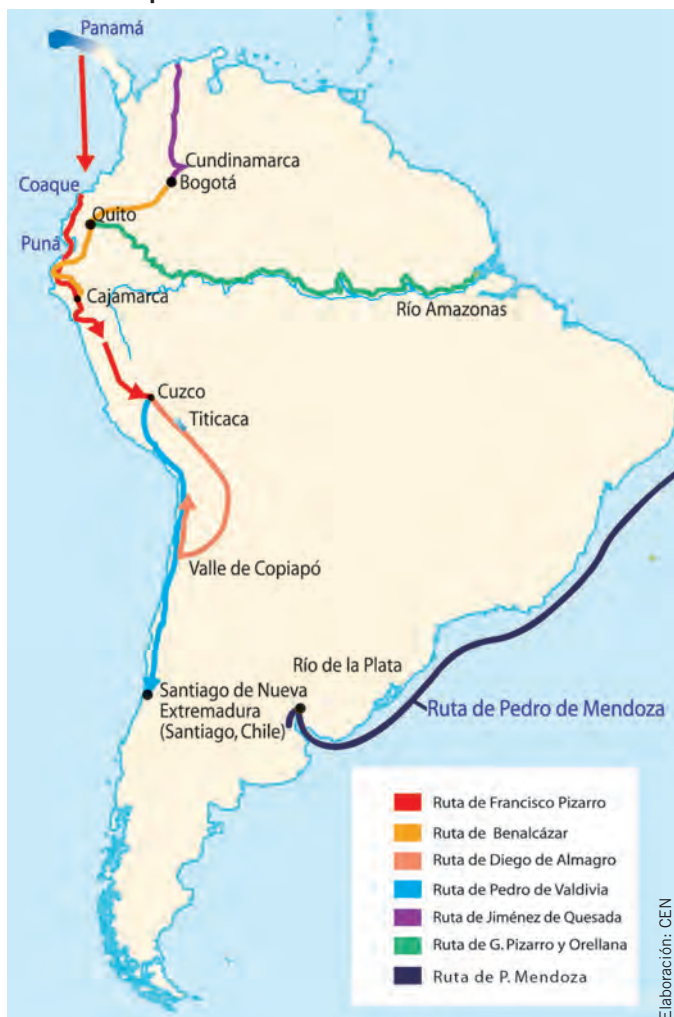 Panamá
Cundinamarca
Bogotá
Coaque
Quito
Puná
Cajamarca
Río Amazonas
Cuzco
Titicaca
Valle de Copiapó
Río de la Plata
Santiago de Nueva
Extremadura
(Santiago, Chile)
Ruta de Pedro de Mendoza
Ruta de Francisco Pizarro
Ruta de Benalcázar
Ruta de Diego de Almagro
Ruta de Pedro de Valdivia
Ruta de Jiménez de Quesada
Ruta de G. Pizarro y Orellana
Ruta de P. Mendoza
Elaboración: CEN